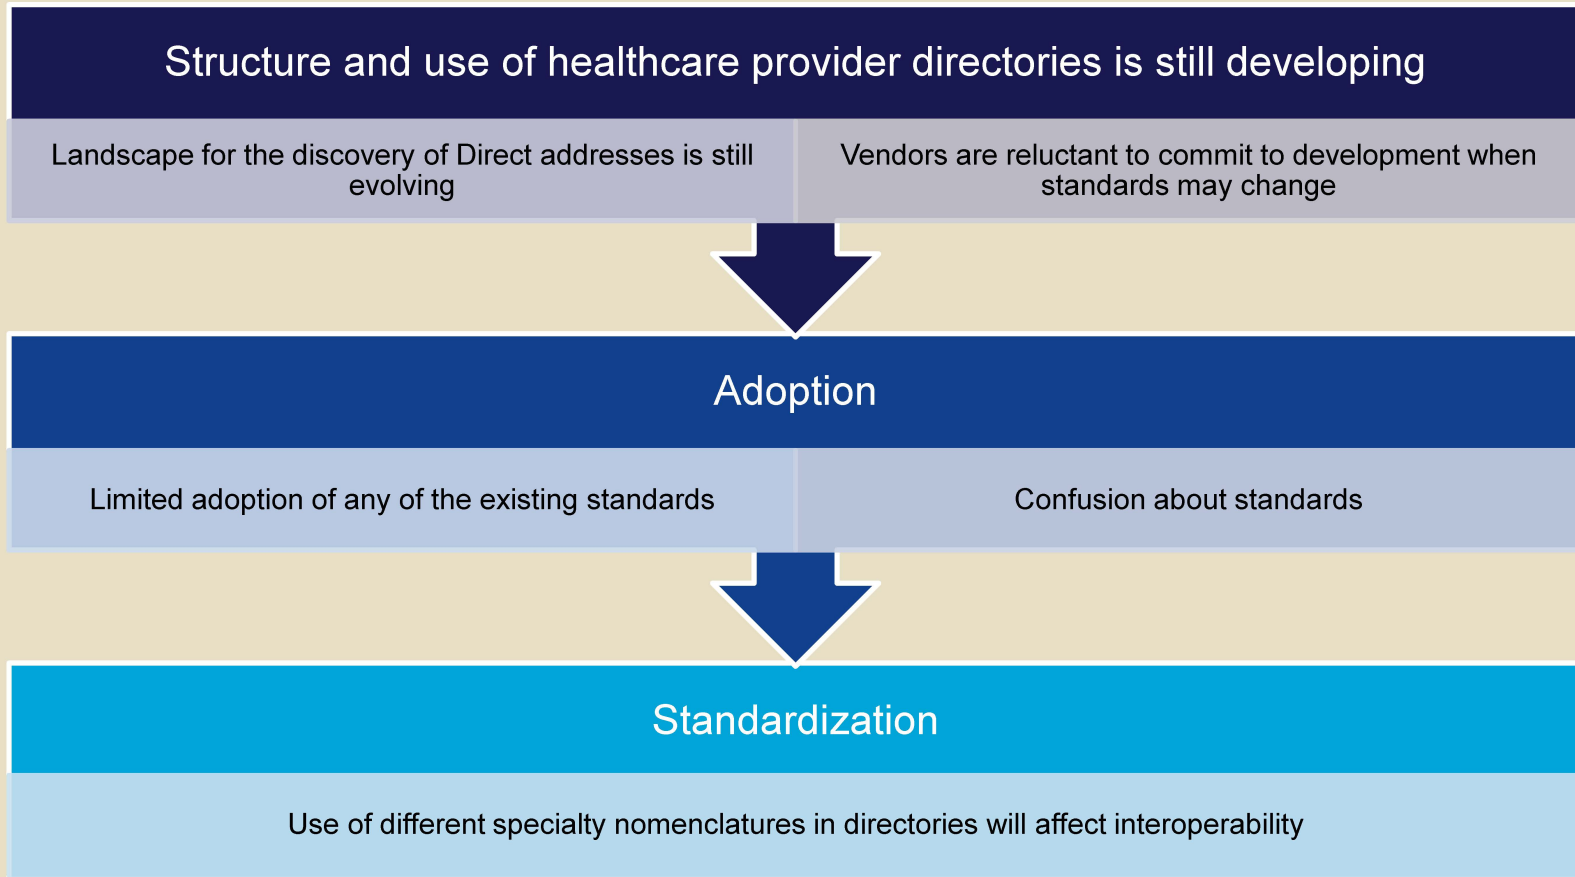 Structure and use of healthcare provider directories is still developing
Landscape for the discovery of Direct addresses is still
evolving
Vendors are reluctant to commit to development when
standards may change
Adoption
Limited adoption of any of the existing standards
Confusion about standards
Standardization
Use of different specialty nomenclatures in directories will affect interoperability